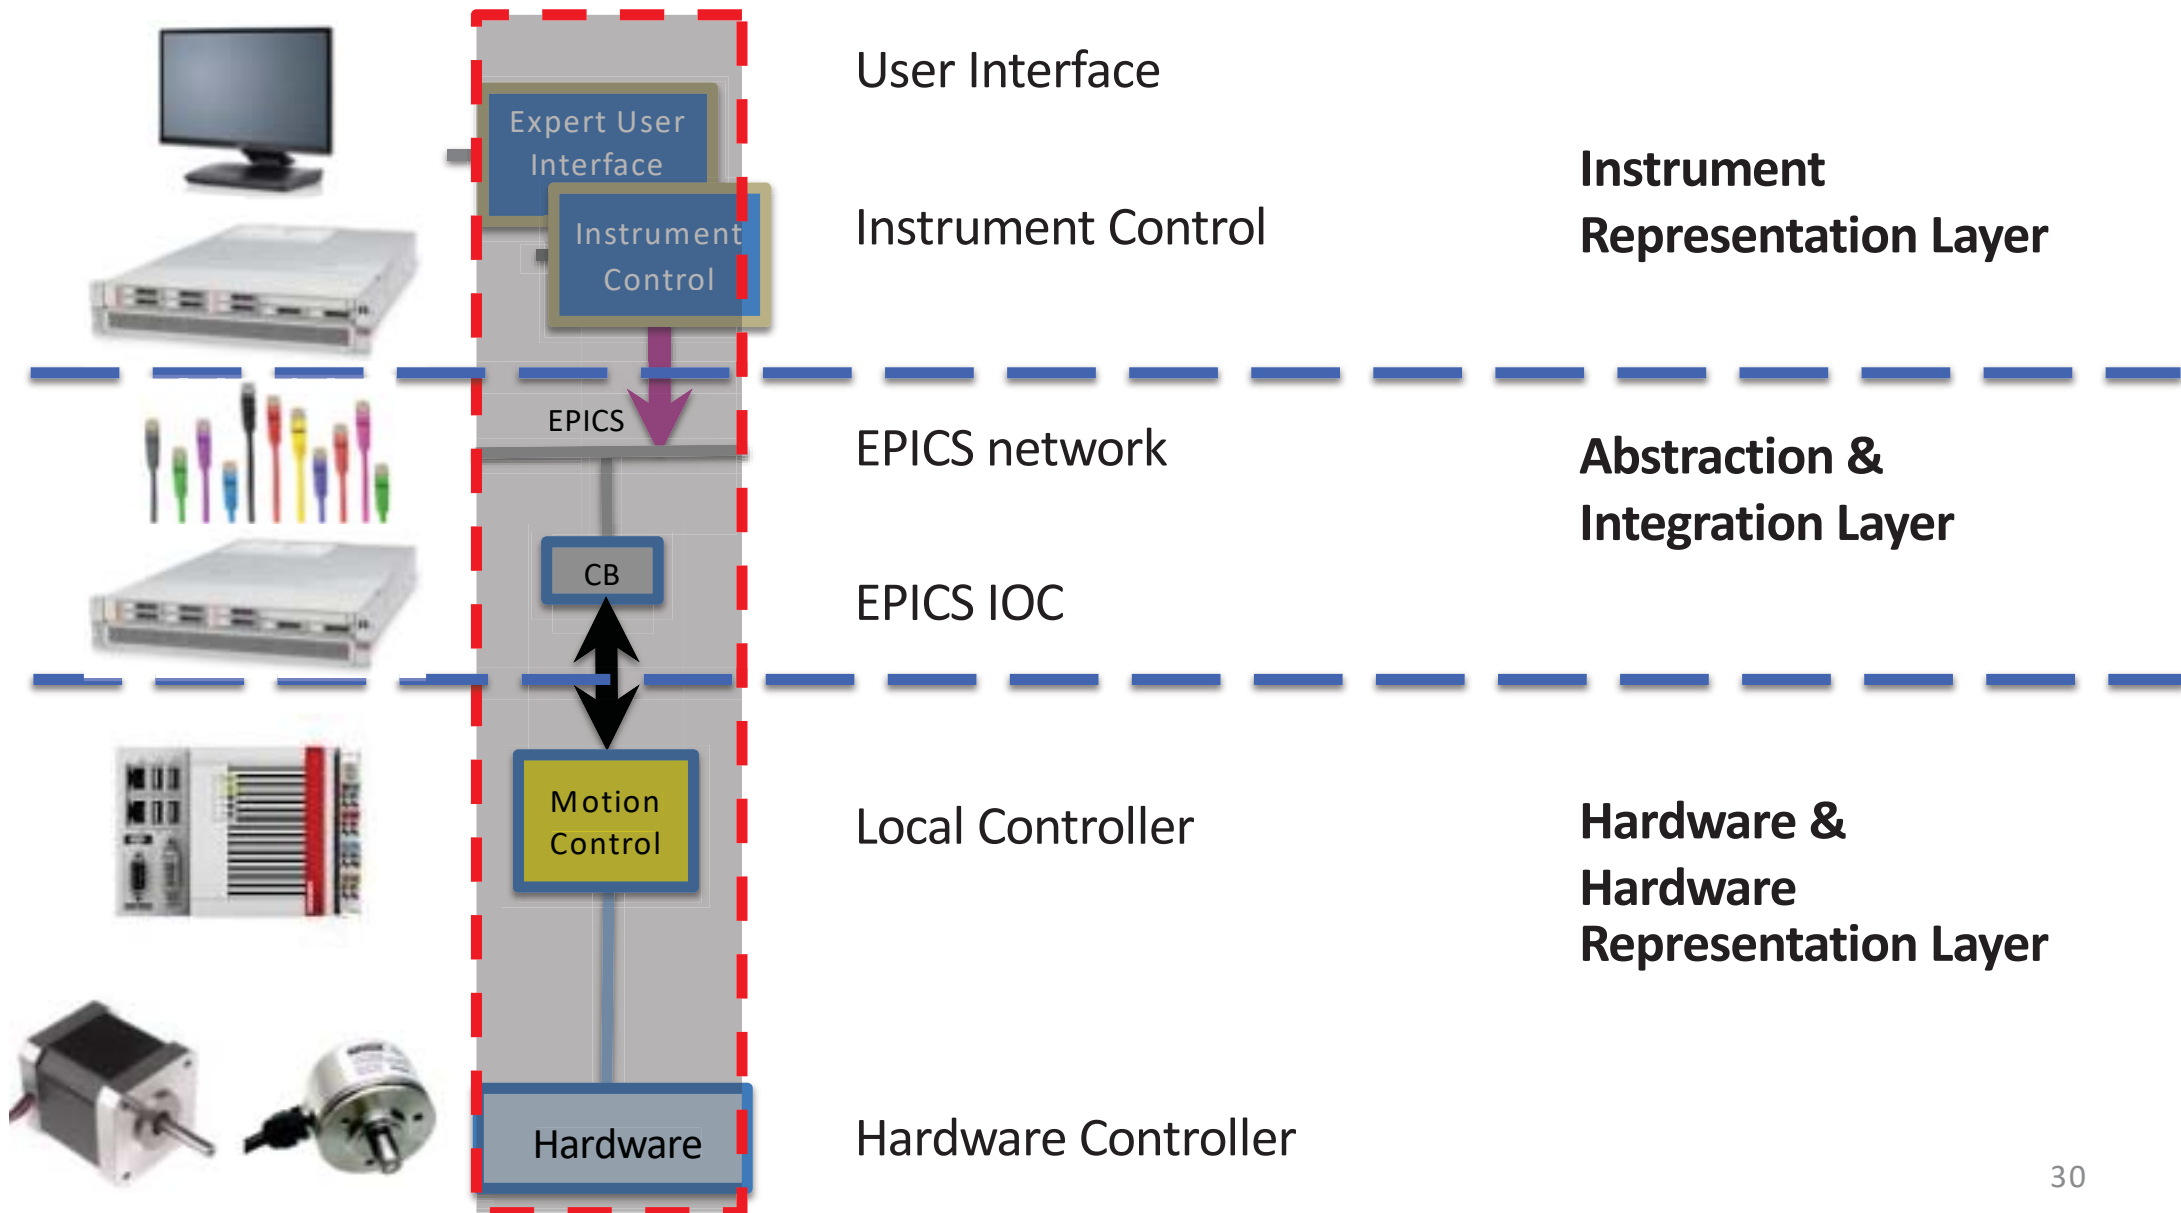 User Interface
Expert User
Interface
Instrument
Representation Layer
Instrument Control
Instrument
Control
EPICS
EPICS network
Abstraction &
Integration Layer
CB
EPICS IOC
Motion
Control
Local Controller
Hardware &
Hardware
Representation Layer
Hardware
Hardware Controller
30